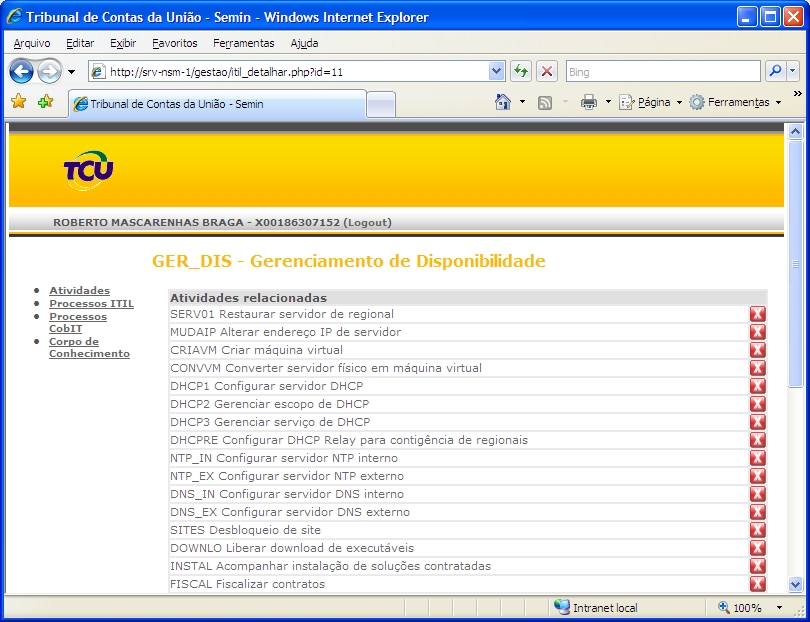 Tribunal de Contas da União - Semin - Windows Internet Explorer
Arquivo Editar Exibir Favoritos Ferramentas Ajuda
http://srv-nsm-1/gestao/itil_detalhar.php?id=11
Bing
Tribunal de Contas da União - Semin
Página
Ferramentas
TCU
ROBERTO MASCARENHAS BRAGA - X00186307152 (Logout)
GER_DIS - Gerenciamento de Disponibilidade
Atividades
Processos ITIL
Processos
CobIT
Corpo de
Conhecimento
Atividades relacionadas
SERV01 Restaurar servidor de regional
MUDAIP Alterar endereço IP de servidor
CRIAVM Criar máquina virtual
CONVVM Converter servidor físico em máquina virtual
DHCP1 Configurar servidor DHCP
DHCP2 Gerenciar escopo de DHCP
DHCP3 Gerenciar serviço de DHCP
DHCPRE Configurar DHCP Relay para contigência de regionais
NTP_IN Configurar servidor NTP interno
NTP_EX Configurar servidor NTP externo
DNS_IN Configurar servidor DNS interno
DNS_EX Configurar servidor DNS externo
SITES Desbloqueio de site
DOWNLO Liberar download de executáveis
INSTAL Acompanhar instalação de soluções contratadas
FISCAL Fiscalizar contratos
Intranet local
100%